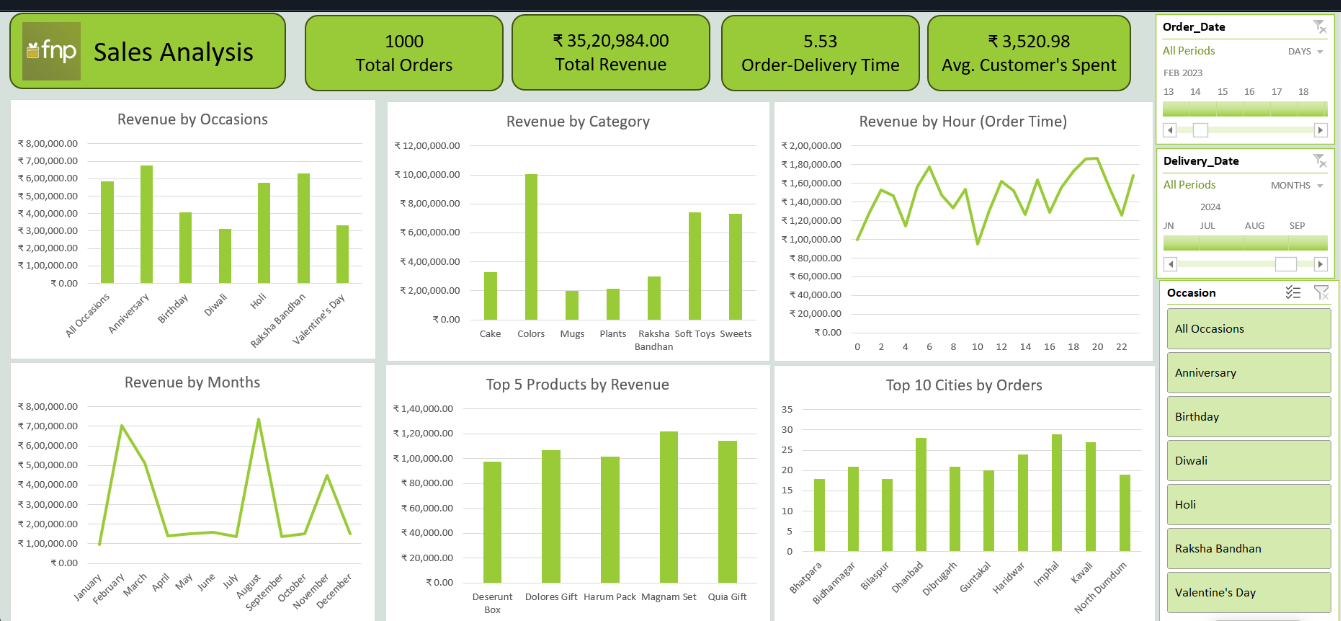 fnp
Sales Analysis
1000
Total Orders
₹ 35,20,984.00
Total Revenue
5.53
Order-Delivery Time
₹ 3,520.98
Avg. Customer's Spent
Order_Date
All Periods
DAYS
FEB 2023
13 14 15 16 17 18
Delivery_Date
All Periods
MONTHS
2024
JN JUL AUG SEP
Occasion
All Occasions
Anniversary
Birthday
Diwali
Holi
Raksha Bandhan
Valentine's Day
Revenue by Occasions
₹ 8,00,000.00
₹ 7,00,000.00
₹ 6,00,000.00
₹ 5,00,000.00
₹ 4,00,000.00
₹ 3,00,000.00
₹ 2,00,000.00
₹ 1,00,000.00
₹ 0.00
All Occasions
Anniversary
Birthday
Diwali
Holi
Raksha Bandhan
Valentine's Day
Revenue by Category
₹ 12,00,000.00
₹ 10,00,000.00
₹ 8,00,000.00
₹ 6,00,000.00
₹ 4,00,000.00
₹ 2,00,000.00
₹ 0.00
Cake Colors Mugs Plants Raksha Soft Toys Sweets
Bandhan
Revenue by Hour (Order Time)
₹ 2,00,000.00
₹ 1,80,000.00
₹ 1,60,000.00
₹ 1,40,000.00
₹ 1,20,000.00
₹ 1,00,000.00
₹ 80,000.00
₹ 60,000.00
₹ 40,000.00
₹ 20,000.00
₹ 0.00
0 2 4 6 8 10 12 14 16 18 20 22
Revenue by Months
₹ 8,00,000.00
₹ 7,00,000.00
₹ 6,00,000.00
₹ 5,00,000.00
₹ 4,00,000.00
₹ 3,00,000.00
₹ 2,00,000.00
₹ 1,00,000.00
₹ 0.00
January
February
March
April
May
June
July
August
September
October
November
December
Top 5 Products by Revenue
₹ 1,40,000.00
₹ 1,20,000.00
₹ 1,00,000.00
₹ 80,000.00
₹ 60,000.00
₹ 40,000.00
₹ 20,000.00
₹ 0.00
Deserunt Dolores Gift Harum Pack Magnam Set Quia Gift
Box
Top 10 Cities by Orders
35
30
25
20
15
10
5
0
Bhatpara
Bidhannagar
Bilaspur
Dhanbad
Dibrugarh
Guntakal
Haridwar
Imphal
Kavali
North Dumdum